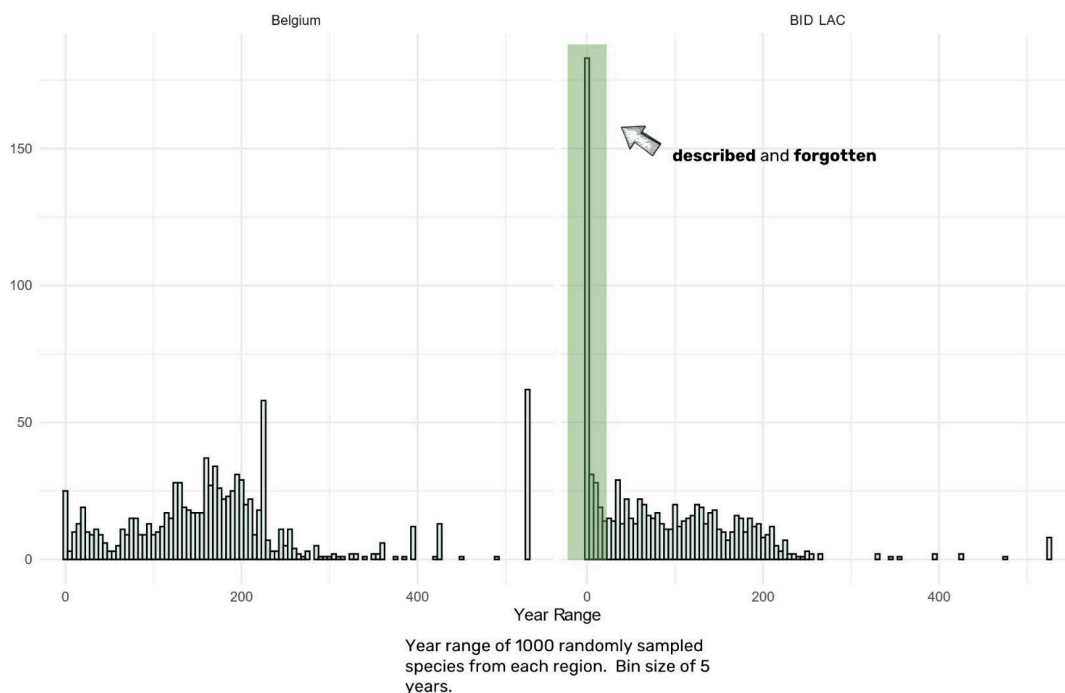 Belgium
BID LAC
150
100
50
0
described and forgotten
0
200
400
0
200
400
Year Range
Year range of 1000 randomly sampled
species from each region. Bin size of 5
years.